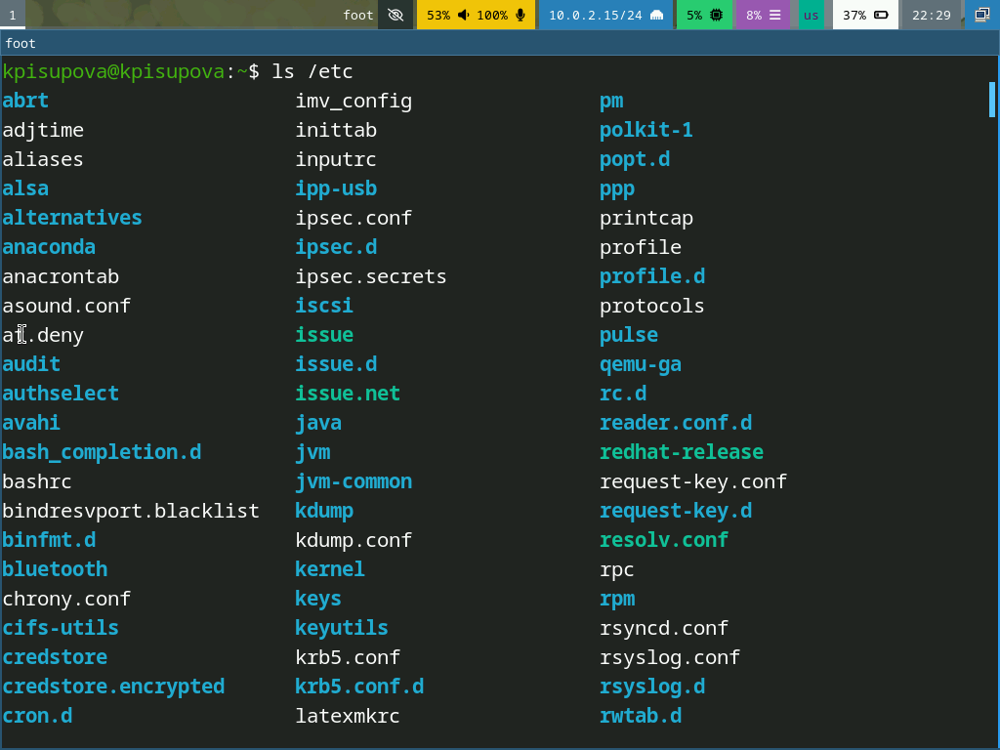 1 foot 53% 100% 10.0.2.15/24 5% 8% us 37% 22:29
foot
kpisupova@kpisupova:~$ ls /etc
abrt imv_config pm
adjtime inittab polkit-1
aliases inputrc popt.d
alsa ipp-usb ppp
alternatives ipsec.conf printcap
anaconda ipsec.d profile
anacrontab ipsec.secrets profile.d
asound.conf iscsi protocols
at.deny issue pulse
audit issue.d qemu-ga
authselect issue.net rc.d
avahi java reader.conf.d
bash_completion.d jvm redhat-release
bashrc jvm-common request-key.conf
bindresvport.blacklist kdump request-key.d
binfmt.d kdump.conf resolv.conf
bluetooth kernel rpc
chrony.conf keys rpm
cifs-utils keyutils rsyncd.conf
credstore krb5.conf rsyslog.conf
credstore.encrypted krb5.conf.d rsyslog.d
cron.d latexmkrc rwtab.d